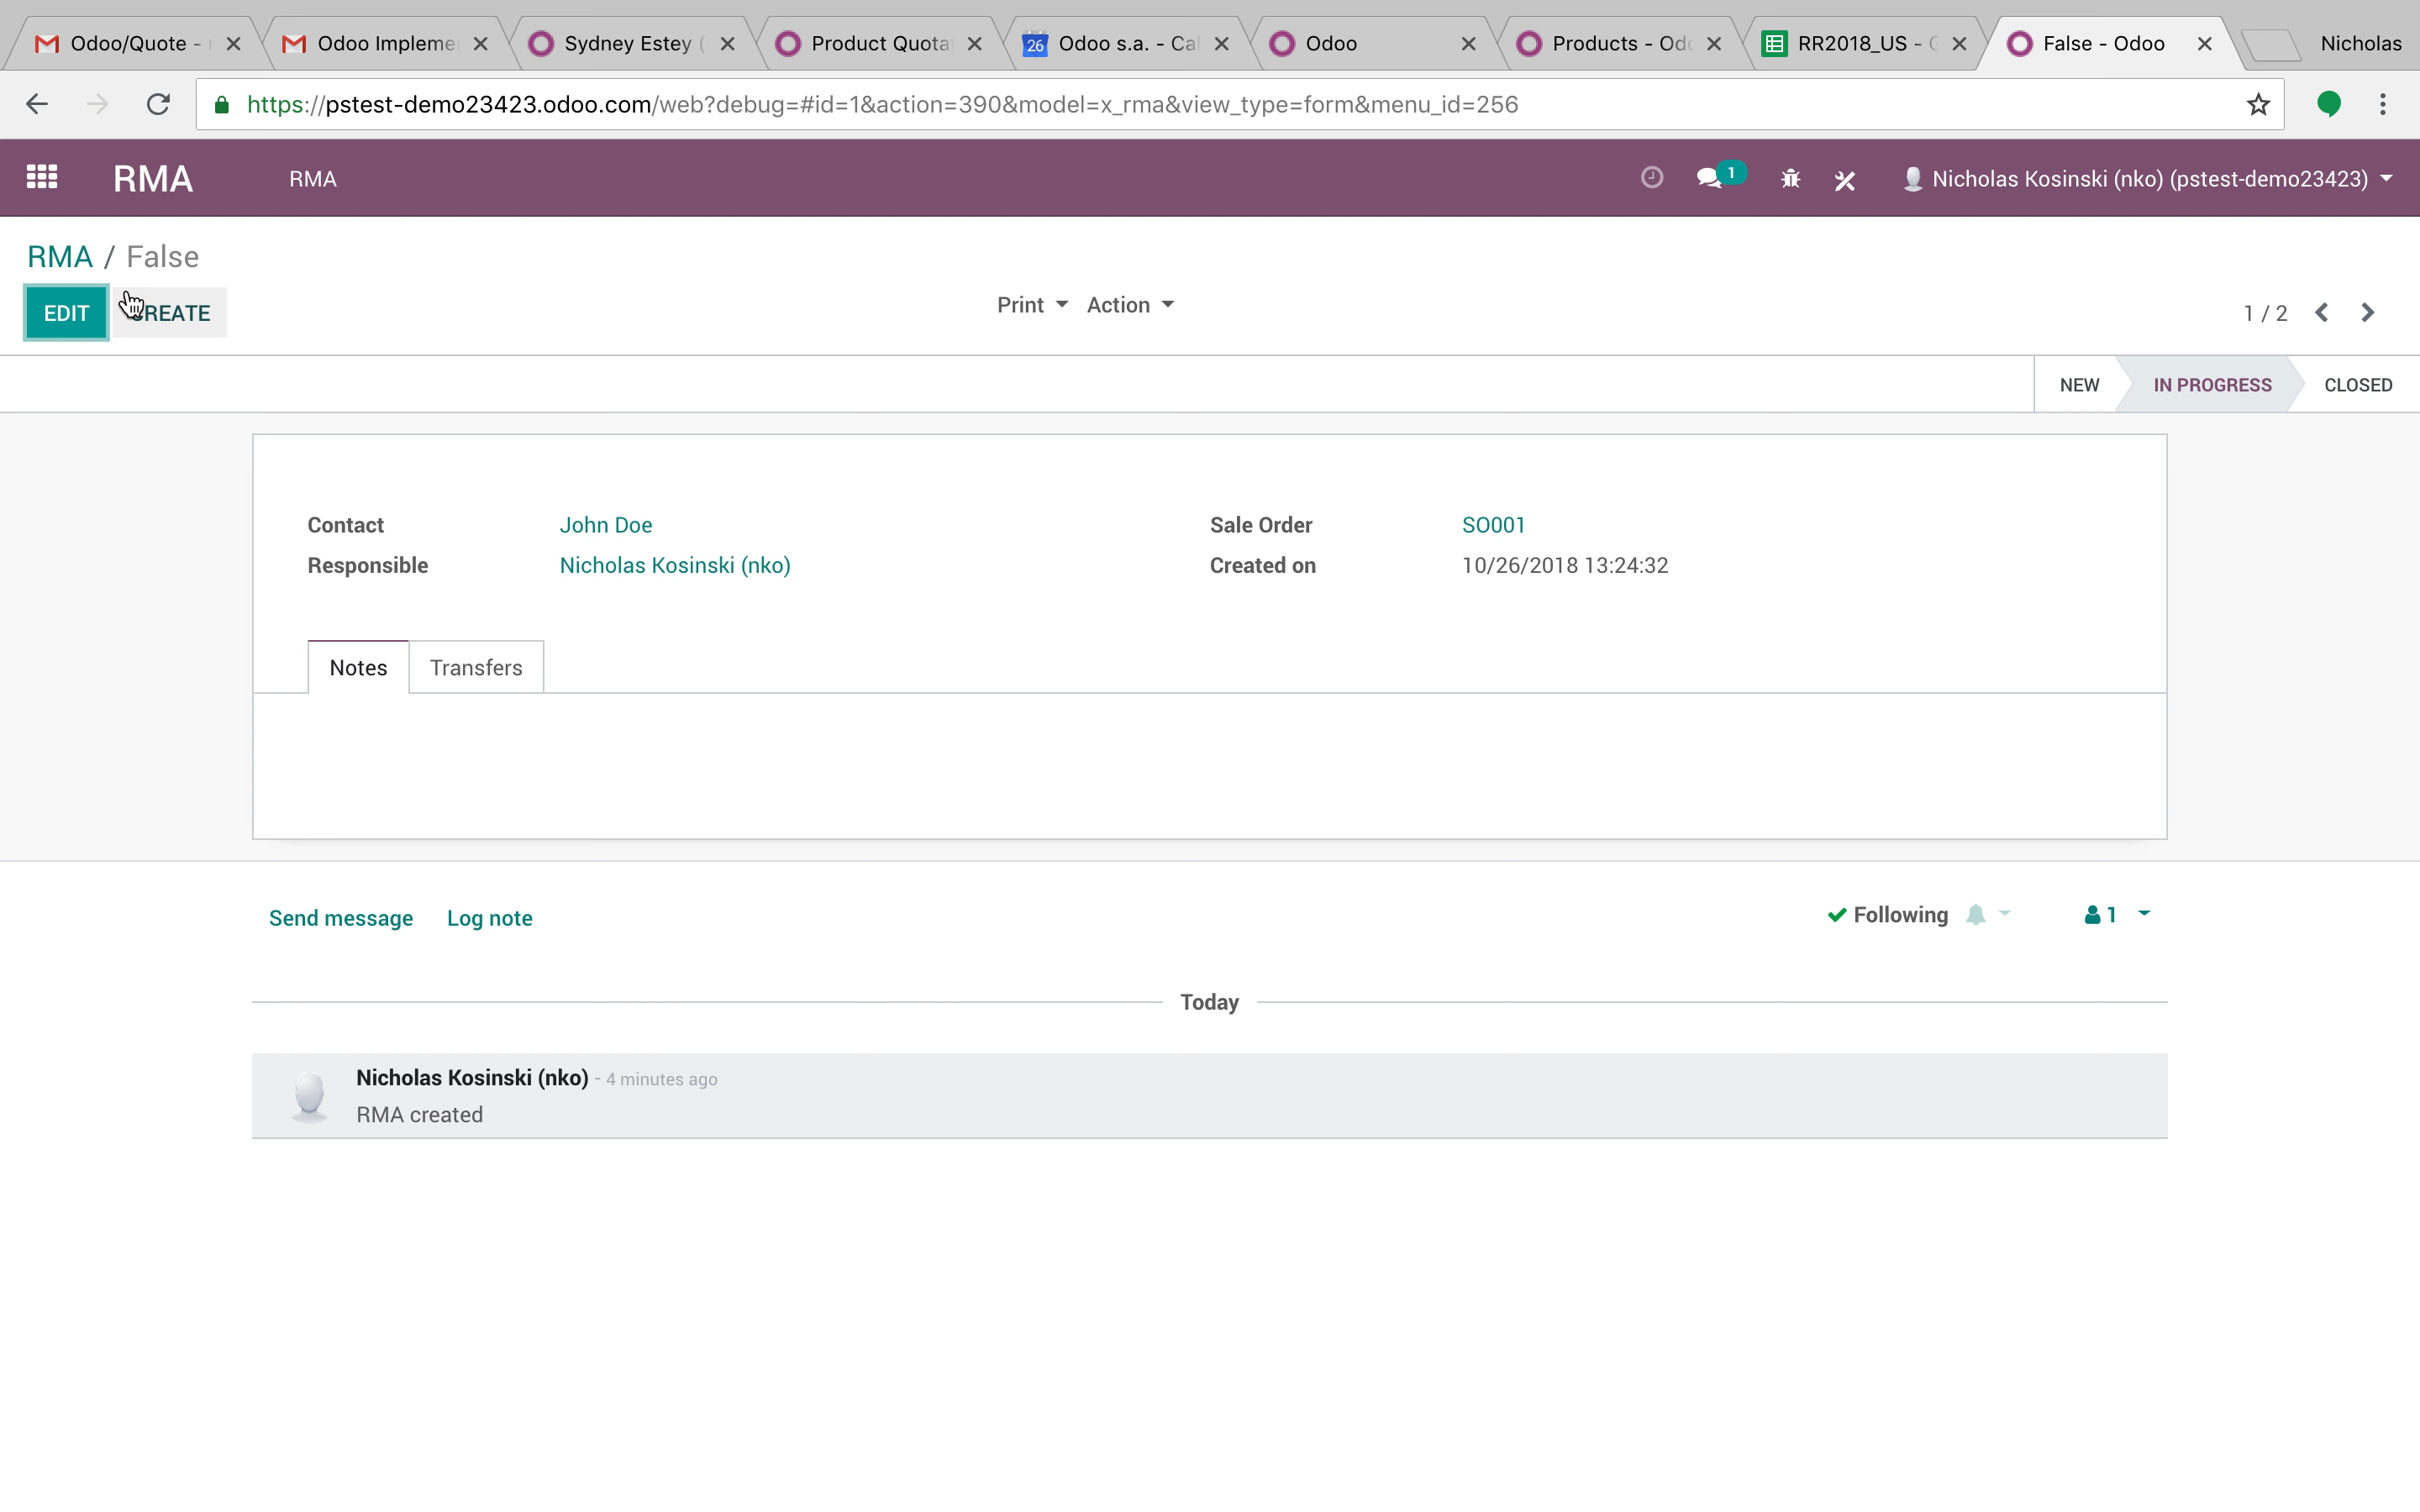 Odoo/Quote - Odoo Impleme Sydney Estey ( Product Quota Odoo s.a. - Ca Odoo Products - Odo RR2018_US - G False - Odoo Nicholas
https://pstest-demo23423.odoo.com/web?debug=#id=1&action=390&model=x_rma&view_type=form&menu_id=256
RMA RMA 1 Nicholas Kosinski (nko) (pstest-demo23423)
RMA / False
EDIT CREATE Print Action 1 / 2
NEW IN PROGRESS CLOSED
Contact John Doe Sale Order SO001
Responsible Nicholas Kosinski (nko) Created on 10/26/2018 13:24:32
Notes Transfers
Send message Log note Following 1
Today
Nicholas Kosinski (nko) - 4 minutes ago
RMA created